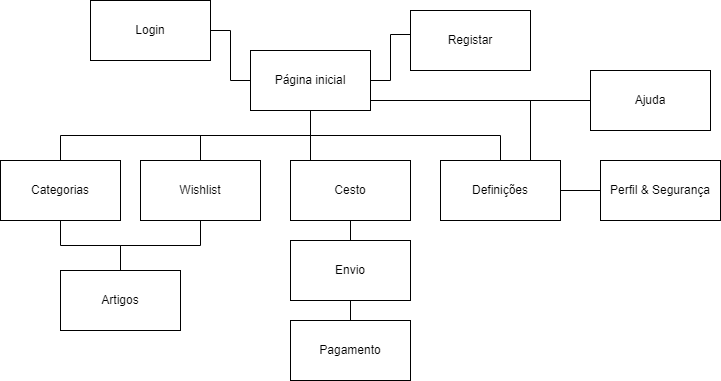 Login
Registar
Página inicial
Ajuda
Categorias
Wishlist
Cesto
Definições
Perfil & Segurança
Envio
Artigos
Pagamento